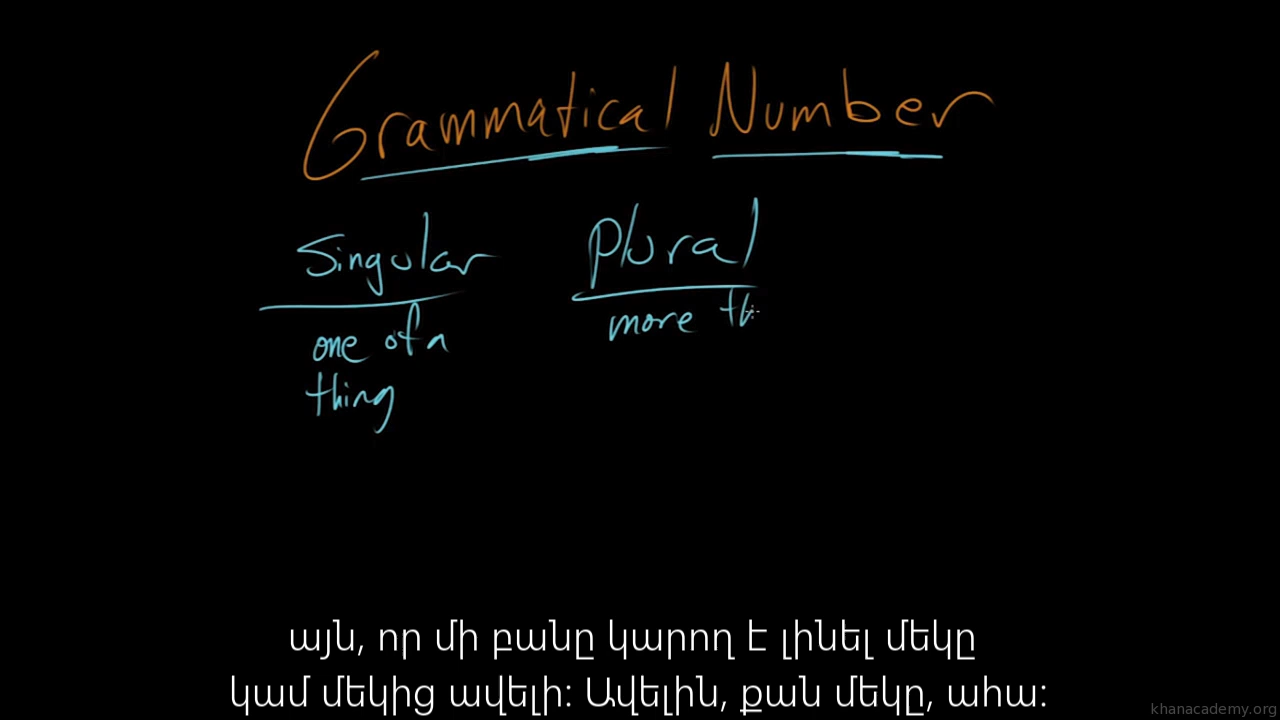 Grammatical Number
Singular
Plural
one of a
thing
more th
այն, որ մի բանը կարող է լինել մեկը
կամ մեկից ավելի: Ավելին, քան մեկը, ահա:
khanacademy.org